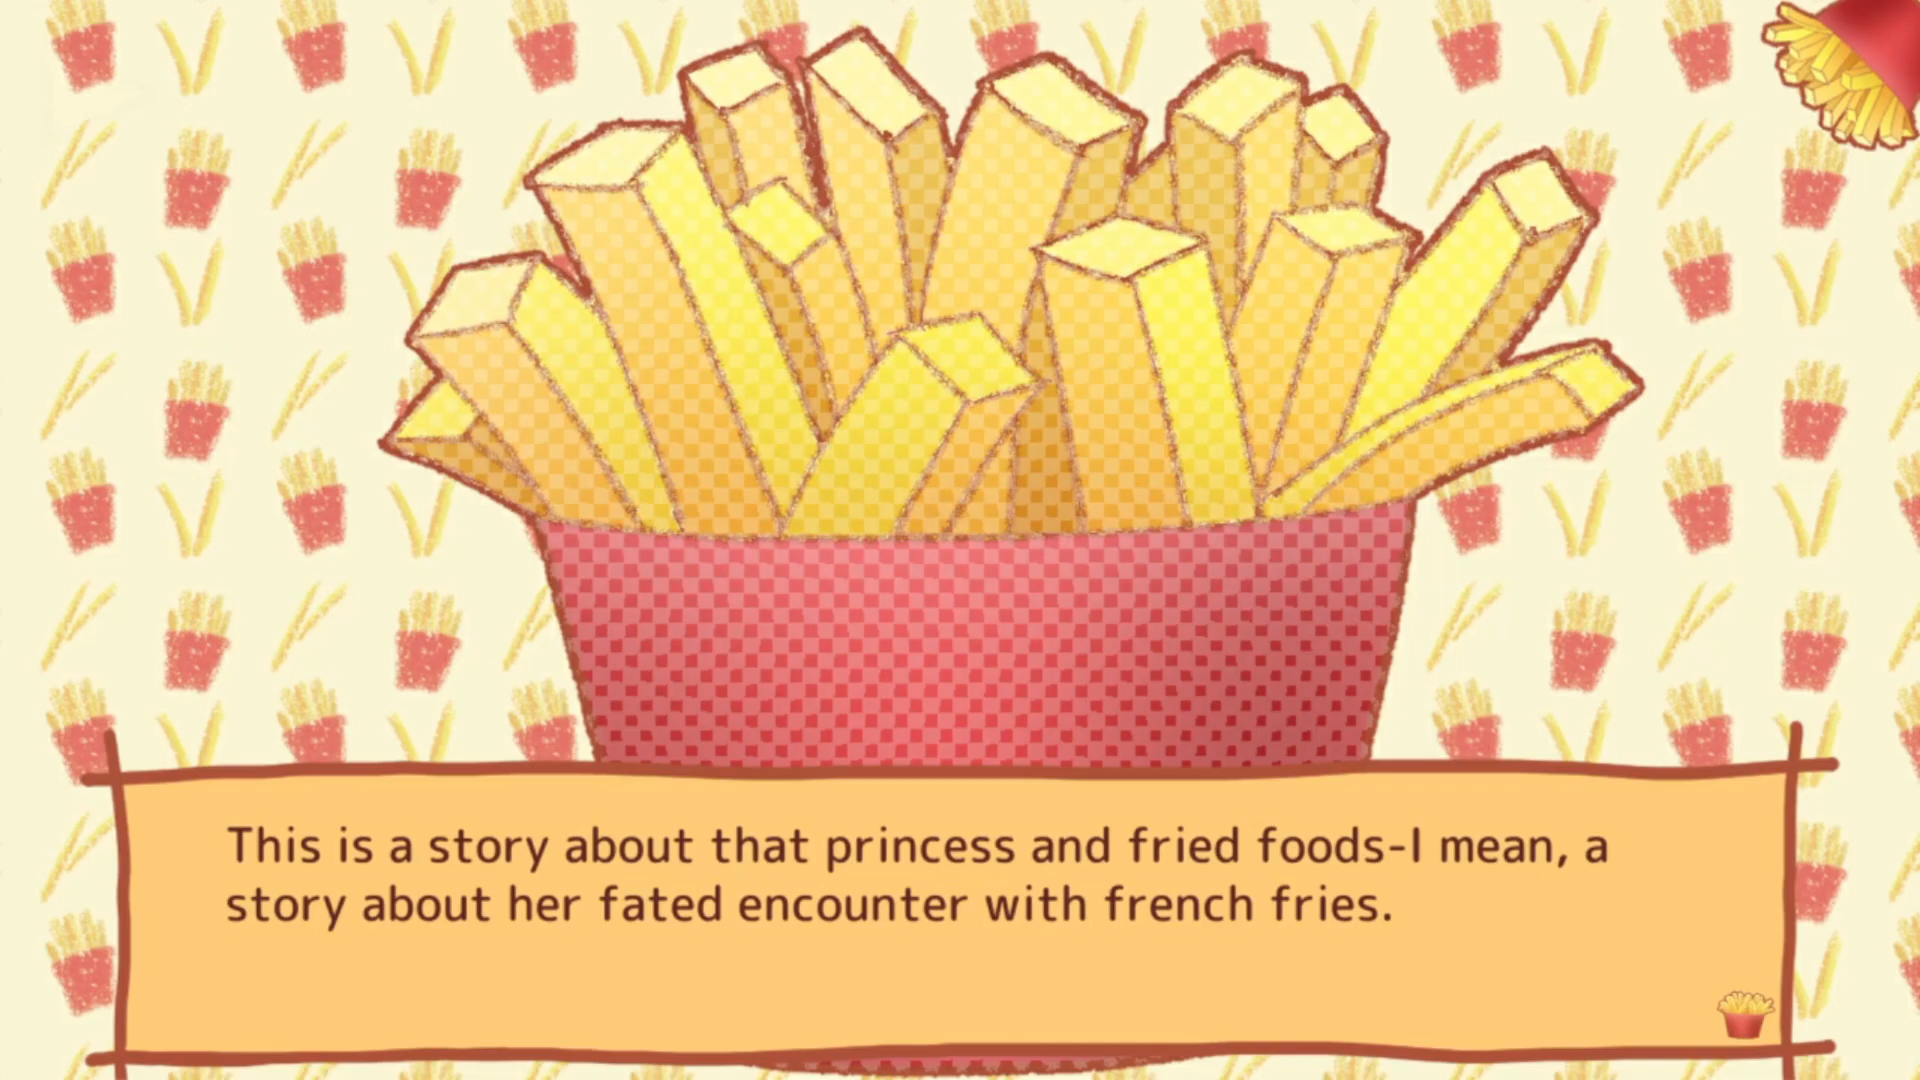 This is a story about that princess and fried foods-I mean, a
story about her fated encounter with french fries.